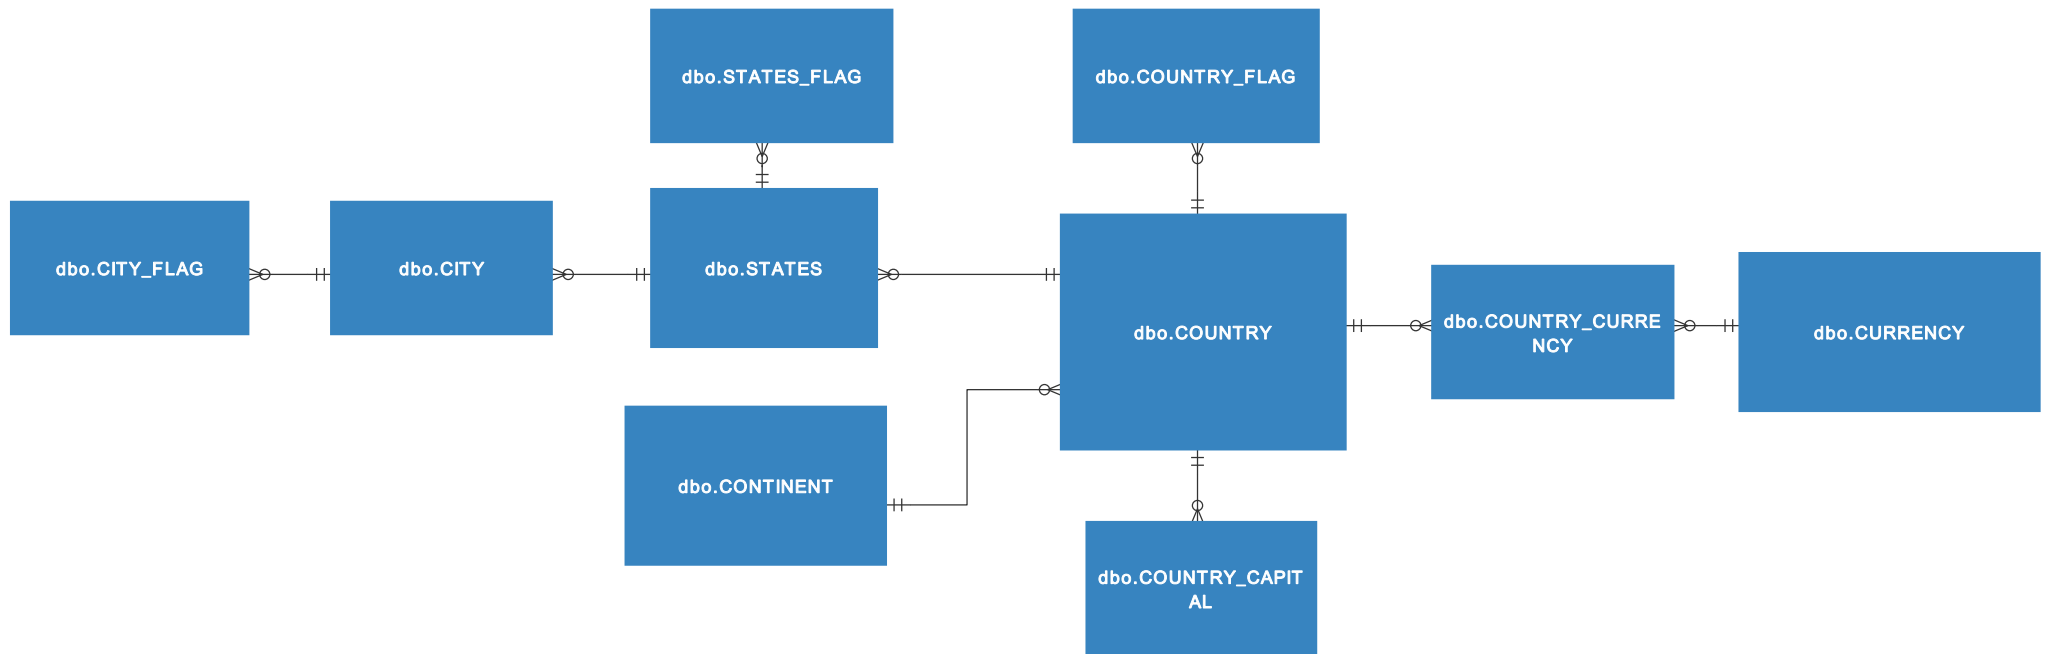 dbo.STATES_FLAG
dbo.COUNTRY_FLAG
dbo.CITY_FLAG
dbo.CITY
dbo.STATES
dbo.COUNTRY
dbo.COUNTRY_CURRE
NCY
dbo.CURRENCY
dbo.CONTINENT
dbo.COUNTRY_CAPIT
AL